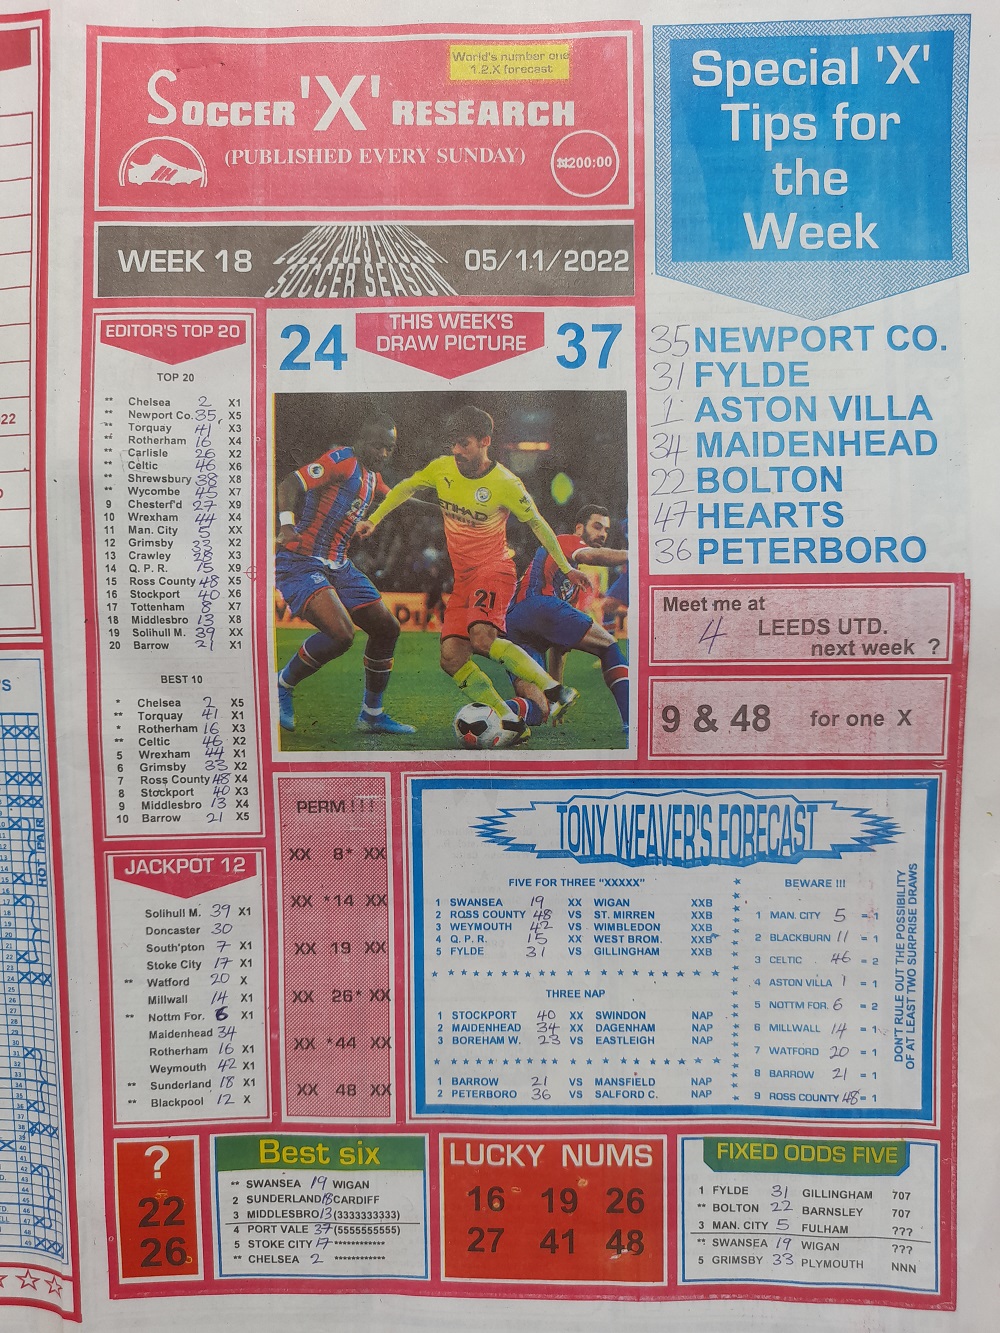 World's number one
1.2.X forecast
SOCCER 'X' RESEARCH
(PUBLISHED EVERY SUNDAY)
₦200:00
WEEK 18
2022/2023 ENGLISH
SOCCER SEASON
05/11/2022
Special 'X'
Tips for
the
Week
35 NEWPORT CO.
31 FYLDE
1 ASTON VILLA
34 MAIDENHEAD
22 BOLTON
47 HEARTS
36 PETERBORO
Meet me at
4 LEEDS UTD.
next week ?
9 & 48 for one X
EDITOR'S TOP 20
TOP 20
** Chelsea 2 X1
** Newport Co. 35 X5
** Torquay 41 X3
** Rotherham 16 X4
** Carlisle 26 X2
** Celtic 46 X6
** Shrewsbury 38 X8
** Wycombe 45 X7
9 Chesterf'd 27 X9
10 Wrexham 44 X4
11 Man. City 5 XX
12 Grimsby 33 X2
13 Crawley 28 X3
14 Q. P. R. 15 X9
15 Ross County 48 X5
16 Stockport 40 X6
17 Tottenham 8 X7
18 Middlesbro 13 X8
19 Solihull M. 39 XX
20 Barrow 21 X1
BEST 10
* Chelsea 2 X5
** Torquay 41 X1
* Rotherham 16 X3
** Celtic 46 X2
5 Wrexham 44 X1
6 Grimsby 33 X2
7 Ross County 48 X4
8 Stockport 40 X3
9 Middlesbro 13 X4
10 Barrow 21 X5
24 THIS WEEK'S DRAW PICTURE 37
ETIHAD
21
JACKPOT 12
Solihull M. 39 X1
Doncaster 30
South'pton 7 X1
Stoke City 17 X1
** Watford 20 X
Millwall 14 X1
** Nottm For. 6 X1
Maidenhead 34
Rotherham 16 X1
Weymouth 42 X1
** Sunderland 18 X1
** Blackpool 12 X
PERM ! ! !
XX 8* XX
XX *14 XX
XX 19 XX
XX 26* XX
XX *44 XX
XX 48 XX
TONY WEAVER'S FORECAST
FIVE FOR THREE "XXXXX"
1 SWANSEA 19 XX WIGAN XXB
2 ROSS COUNTY 48 VS ST. MIRREN XXB
3 WEYMOUTH 42 VS WIMBLEDON XXB
4 Q. P. R. 15 XX WEST BROM. XXB
5 FYLDE 31 VS GILLINGHAM XXB
THREE NAP
1 STOCKPORT 40 XX SWINDON NAP
2 MAIDENHEAD 34 XX DAGENHAM NAP
3 BOREHAM W. 23 VS EASTLEIGH NAP
1 BARROW 21 VS MANSFIELD NAP
2 PETERBORO 36 VS SALFORD C. NAP
BEWARE !!!
1 MAN. CITY 5 = 1
2 BLACKBURN 11 = 1
3 CELTIC 46 = 2
4 ASTON VILLA 1 = 1
5 NOTTM FOR. 6 = 2
6 MILLWALL 14 = 1
7 WATFORD 20 = 1
8 BARROW 21 = 1
9 ROSS COUNTY 48 = 1
DON'T RULE OUT THE POSSIBILITY
OF AT LEAST TWO SURPRISE DRAWS
?
22
26
Best six
** SWANSEA 19 WIGAN
2 SUNDERLAND 18 CARDIFF
3 MIDDLESBRO 13 (3333333333)
4 PORT VALE 37 (5555555555)
5 STOKE CITY 17 ************
** CHELSEA 2 ************
LUCKY NUMS
16 19 26
27 41 48
FIXED ODDS FIVE
1 FYLDE 31 GILLINGHAM 707
** BOLTON 22 BARNSLEY 707
3 MAN. CITY 5 FULHAM ???
** SWANSEA 19 WIGAN ???
5 GRIMSBY 33 PLYMOUTH NNN
HOT PAIR